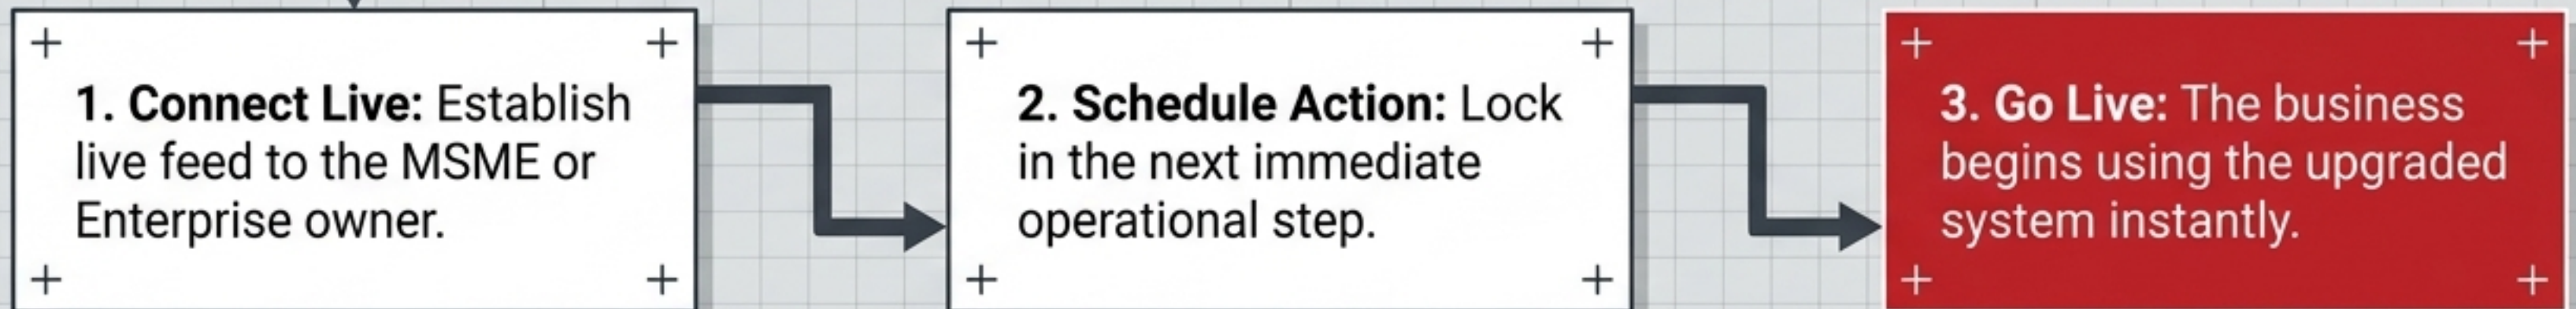 1. Connect Live: Establish
live feed to the MSME or
Enterprise owner.
2. Schedule Action: Lock
in the next immediate
operational step.
3. Go Live: The business
begins using the upgraded
system instantly.